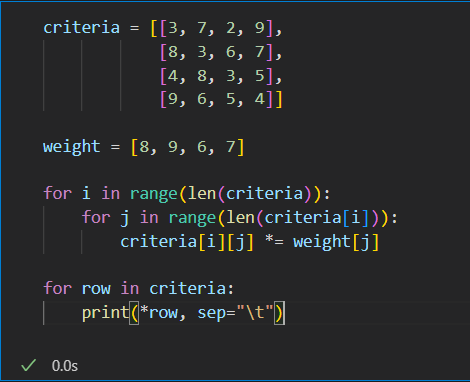 criteria = [[3, 7, 2, 9],
            [8, 3, 6, 7],
            [4, 8, 3, 5],
            [9, 6, 5, 4]]

weight = [8, 9, 6, 7]

for i in range(len(criteria)):
    for j in range(len(criteria[i])):
        criteria[i][j] *= weight[j]

for row in criteria:
    print(*row, sep="\t")
0.0s